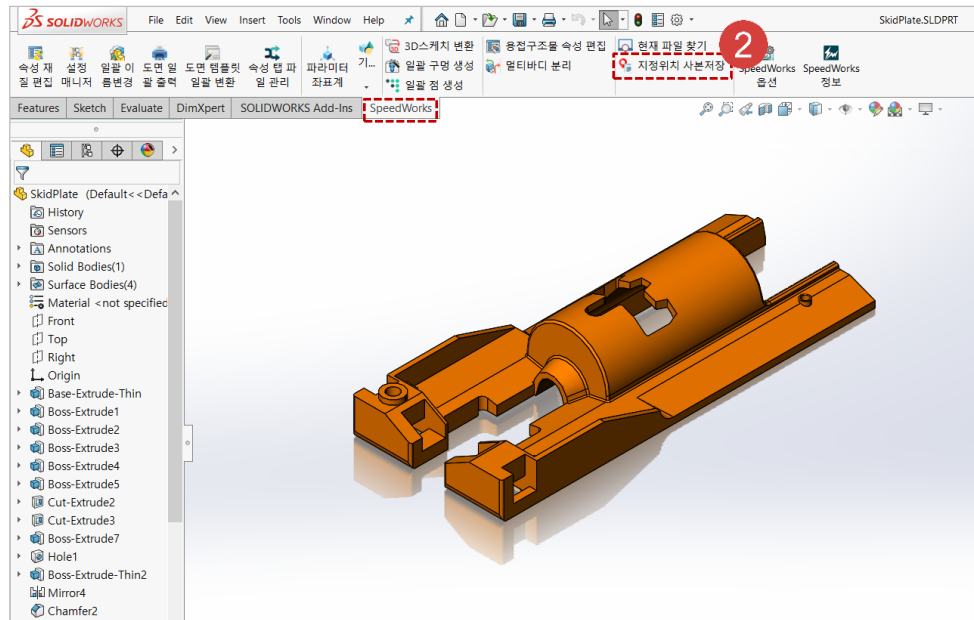 SOLIDWORKS File Edit View Insert Tools Window Help SkidPlate.SLDPRT
2
속성 재 설정 일괄 이 도면 일 도면 템플릿 속성 탭 파 파라미터 기...
질 편집 매니저 름변경 괄 출력 일괄 변환 일 관리 좌표계
3D스케치 변환 용접구조물 속성 편집 현재 파일 찾기
일괄 구멍 생성 멀티바디 분리 지정위치 사본저장 SpeedWorks SpeedWorks
일괄 점 생성 옵션 정보
Features Sketch Evaluate DimXpert SOLIDWORKS Add-Ins SpeedWorks
SkidPlate (Default<<Defa
History
Sensors
Annotations
Solid Bodies(1)
Surface Bodies(4)
Material <not specified
Front
Top
Right
Origin
Base-Extrude-Thin
Boss-Extrude1
Boss-Extrude2
Boss-Extrude3
Boss-Extrude4
Boss-Extrude5
Cut-Extrude2
Cut-Extrude3
Boss-Extrude7
Hole1
Boss-Extrude-Thin2
Mirror4
Chamfer2